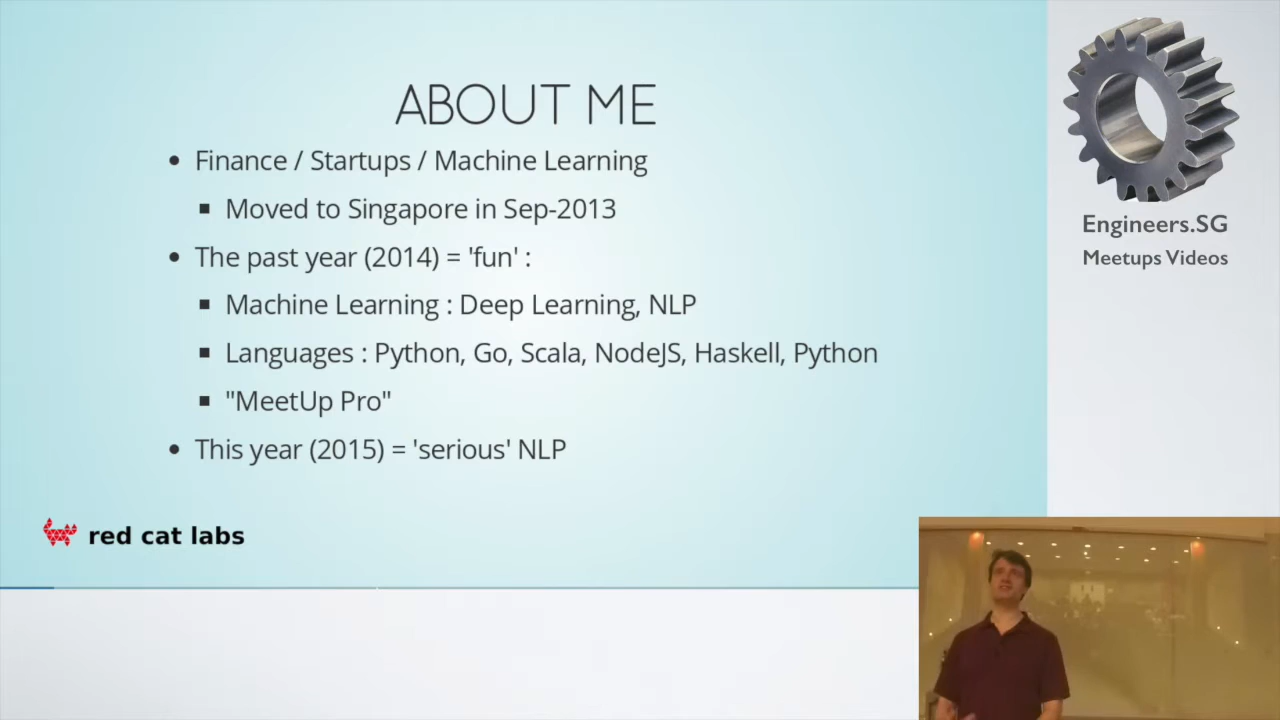 ABOUT ME
• Finance / Startups / Machine Learning
▪ Moved to Singapore in Sep-2013
• The past year (2014) = 'fun' :
▪ Machine Learning : Deep Learning, NLP
▪ Languages : Python, Go, Scala, NodeJS, Haskell, Python
▪ "MeetUp Pro"
• This year (2015) = 'serious' NLP
red cat labs
Engineers.SG
Meetups Videos